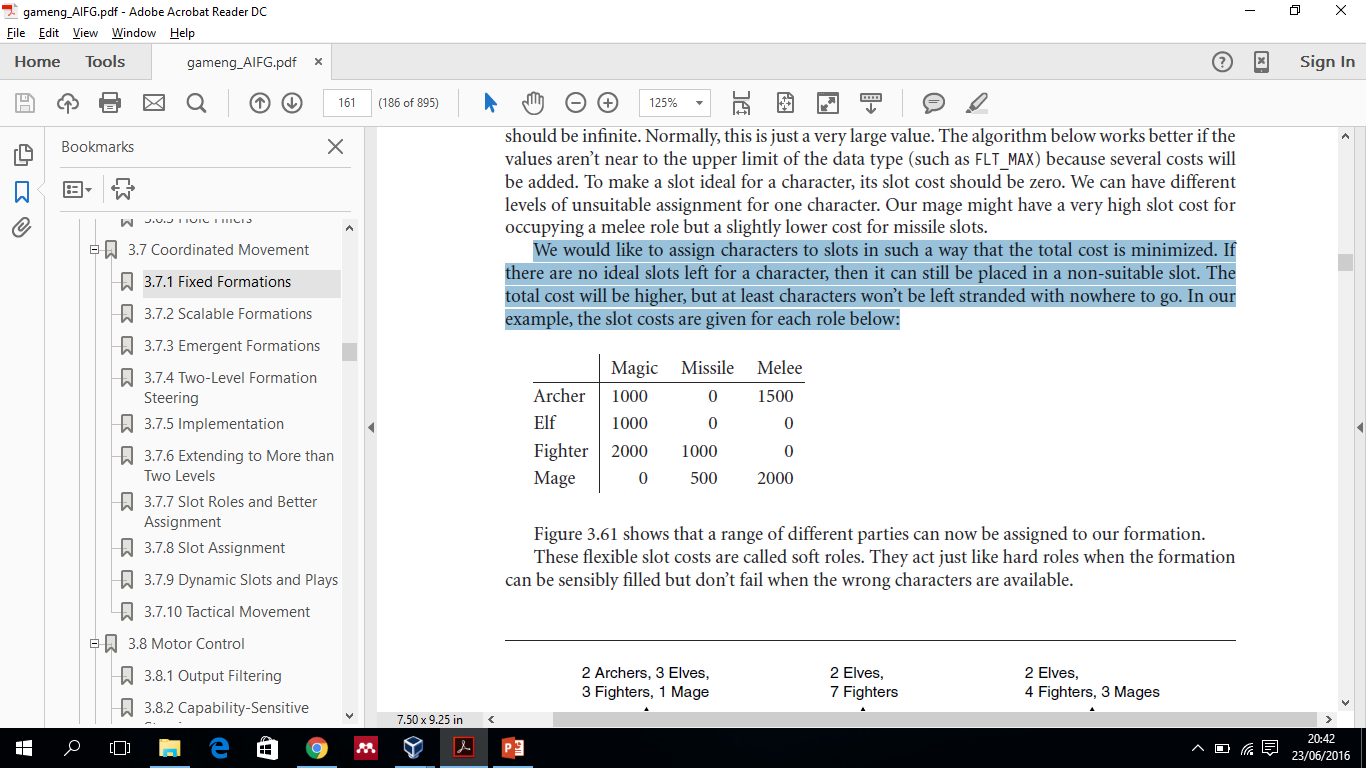 gameng_AIFG.pdf - Adobe Acrobat Reader DC
File Edit View Window Help
Home Tools gameng_AIFG.pdf × Sign In
161 (186 of 895) 125%
Bookmarks
3.7 Coordinated Movement
3.7.1 Fixed Formations
3.7.2 Scalable Formations
3.7.3 Emergent Formations
3.7.4 Two-Level Formation
Steering
3.7.5 Implementation
3.7.6 Extending to More than
Two Levels
3.7.7 Slot Roles and Better
Assignment
3.7.8 Slot Assignment
3.7.9 Dynamic Slots and Plays
3.7.10 Tactical Movement
3.8 Motor Control
3.8.1 Output Filtering
3.8.2 Capability-Sensitive
should be infinite. Normally, this is just a very large value. The algorithm below works better if the
values aren't near to the upper limit of the data type (such as FLT_MAX) because several costs will
be added. To make a slot ideal for a character, its slot cost should be zero. We can have different
levels of unsuitable assignment for one character. Our mage might have a very high slot cost for
occupying a melee role but a slightly lower cost for missile slots.
We would like to assign characters to slots in such a way that the total cost is minimized. If
there are no ideal slots left for a character, then it can still be placed in a non-suitable slot. The
total cost will be higher, but at least characters won't be left stranded with nowhere to go. In our
example, the slot costs are given for each role below:
Magic Missile Melee
Archer 1000 0 1500
Elf 1000 0 0
Fighter 2000 1000 0
Mage 0 500 2000
Figure 3.61 shows that a range of different parties can now be assigned to our formation.
These flexible slot costs are called soft roles. They act just like hard roles when the formation
can be sensibly filled but don't fail when the wrong characters are available.
2 Archers, 3 Elves,
3 Fighters, 1 Mage
2 Elves,
7 Fighters
2 Elves,
4 Fighters, 3 Mages
7.50 x 9.25 in
20:42
23/06/2016